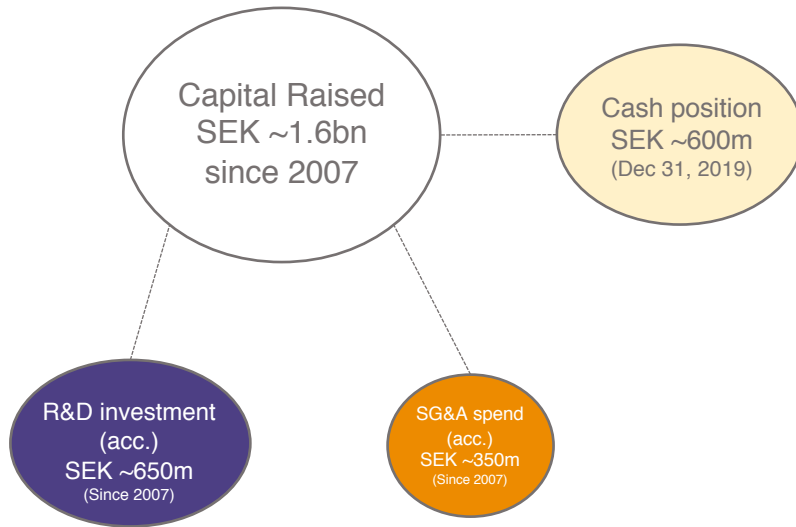 Capital Raised
SEK ~1.6bn
since 2007
Cash position
SEK ~600m
(Dec 31, 2019)
R&D investment
(acc.)
SEK ~650m
(Since 2007)
SG&A spend
(acc.)
SEK ~350m
(Since 2007)